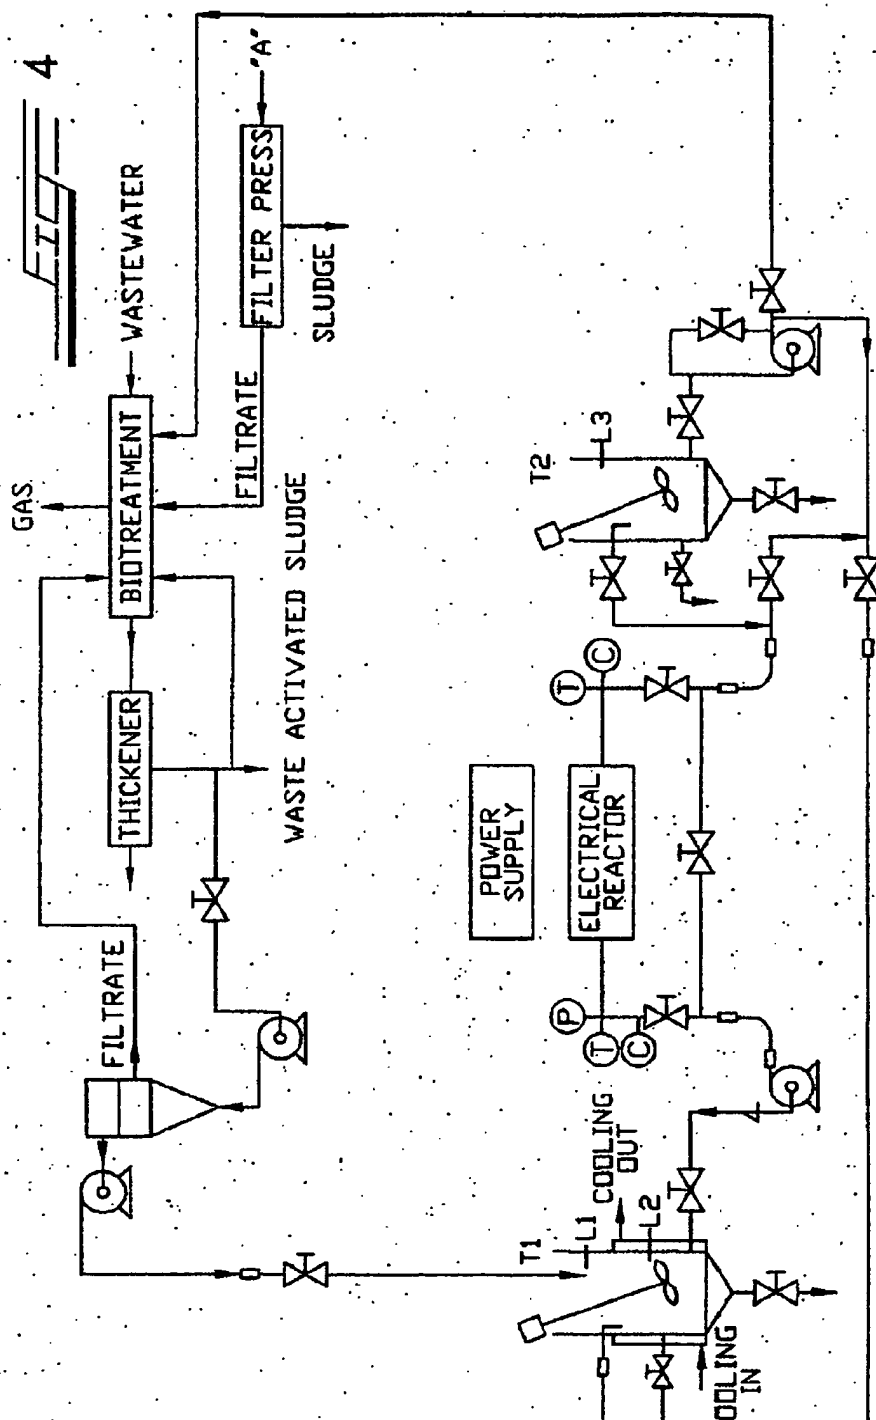 FIG 4
"A"
WASTEWATER
FILTER PRESS
SLUDGE
FILTRATE
GAS
BIOTREATMENT
WASTE ACTIVATED SLUDGE
THICKENER
FILTRATE
T2
L3
T
C
POWER
SUPPLY
ELECTRICAL
REACTOR
P
T
C
COOLING
OUT
T1
L1
L2
OOLING
IN